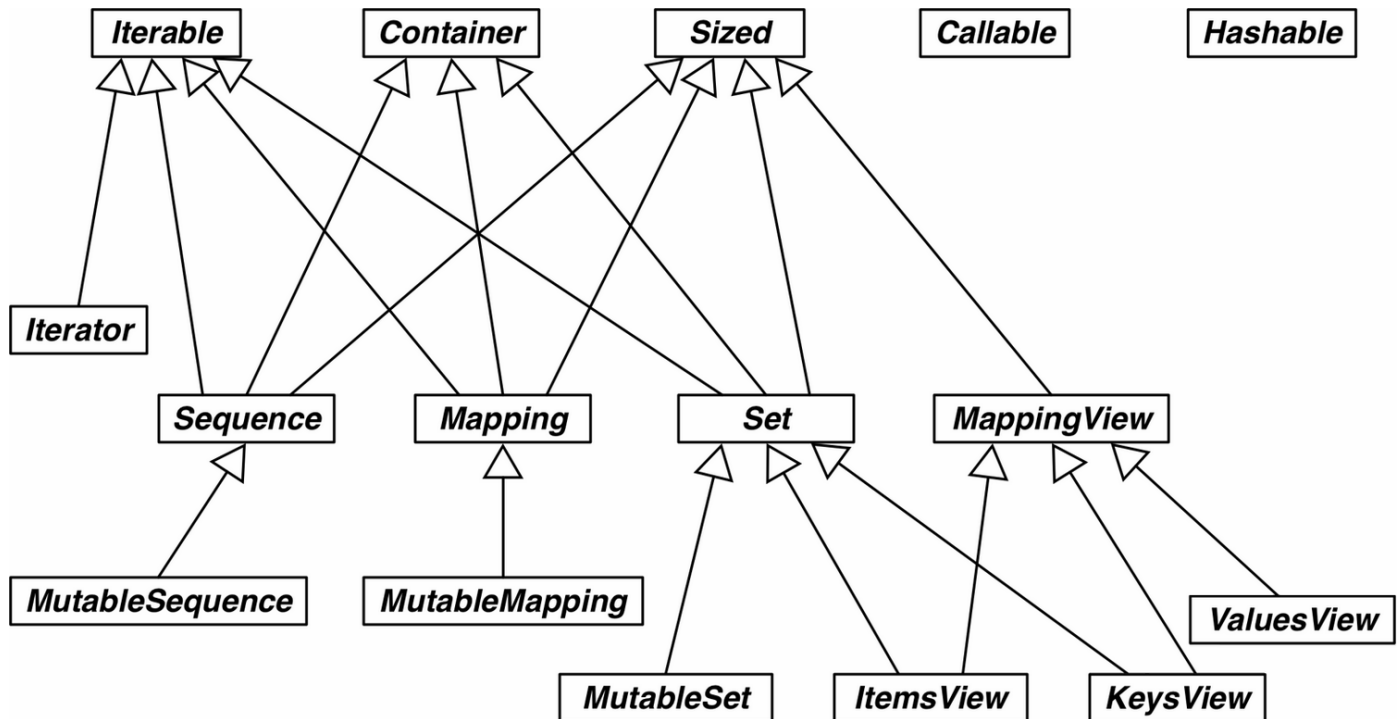 Iterable
Container
Sized
Callable
Hashable
Iterator
Sequence
Mapping
Set
MappingView
MutableSequence
MutableMapping
ValuesView
MutableSet
ItemsView
KeysView